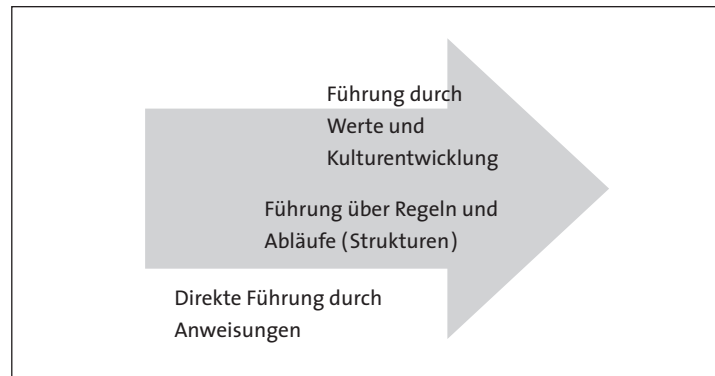 Führung durch
Werte und
Kulturentwicklung
Führung über Regeln und
Abläufe (Strukturen)
Direkte Führung durch
Anweisungen